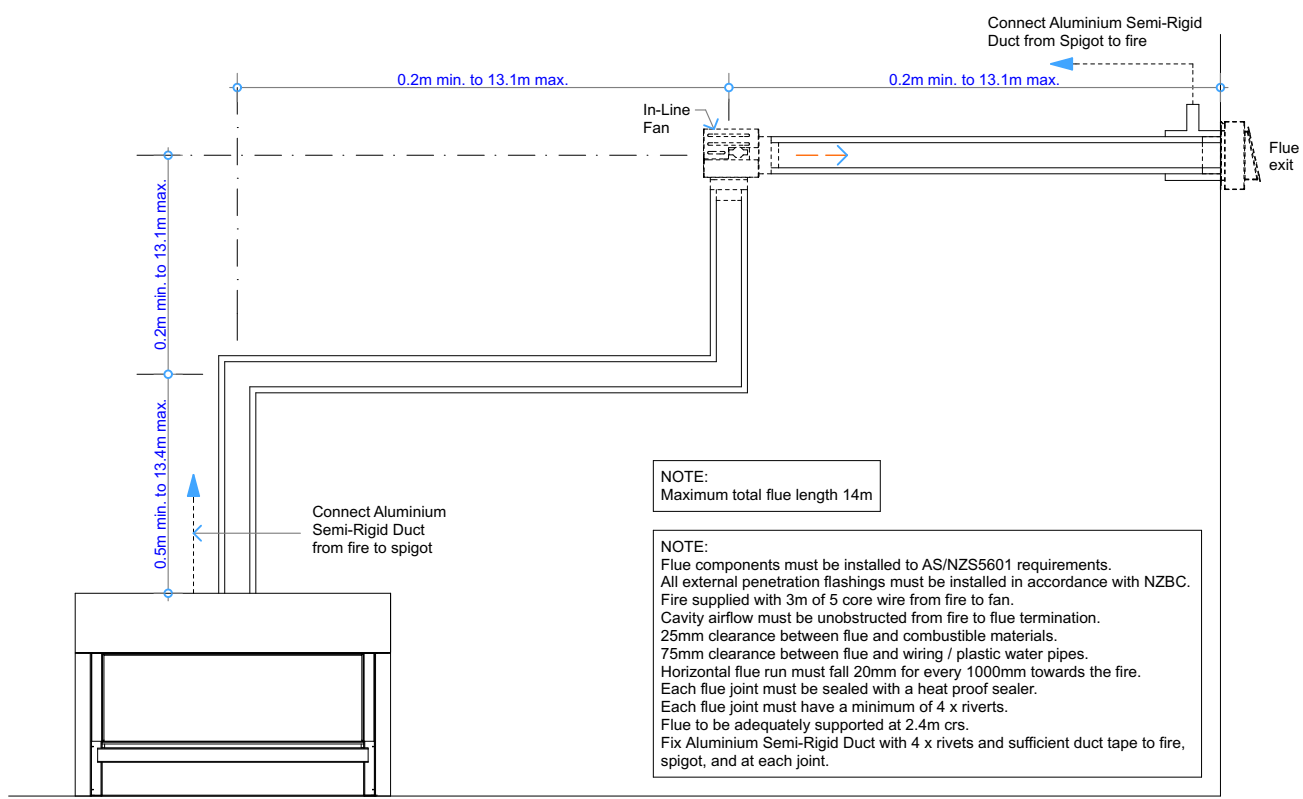 Connect Aluminium Semi-Rigid
Duct from Spigot to fire
0.2m min. to 13.1m max.
0.2m min. to 13.1m max.
In-Line
Fan
Flue
exit
0.2m min. to 13.1m max.
0.5m min. to 13.4m max.
Connect Aluminium
Semi-Rigid Duct
from fire to spigot
NOTE:
Maximum total flue length 14m
NOTE:
Flue components must be installed to AS/NZS5601 requirements.
All external penetration flashings must be installed in accordance with NZBC.
Fire supplied with 3m of 5 core wire from fire to fan.
Cavity airflow must be unobstructed from fire to flue termination.
25mm clearance between flue and combustible materials.
75mm clearance between flue and wiring / plastic water pipes.
Horizontal flue run must fall 20mm for every 1000mm towards the fire.
Each flue joint must be sealed with a heat proof sealer.
Each flue joint must have a minimum of 4 x riverts.
Flue to be adequately supported at 2.4m crs.
Fix Aluminium Semi-Rigid Duct with 4 x rivets and sufficient duct tape to fire,
spigot, and at each joint.